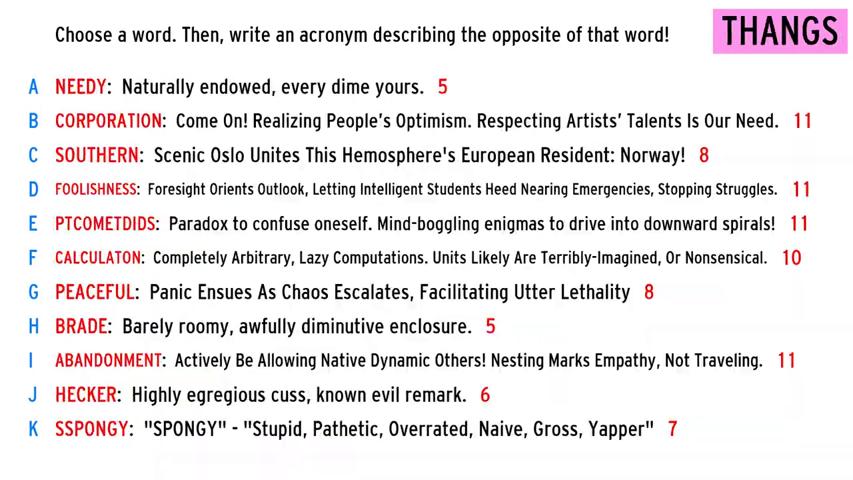 Choose a word. Then, write an acronym describing the opposite of that word! THANGS
A NEEDY: Naturally endowed, every dime yours. 5
B CORPORATION: Come On! Realizing People's Optimism. Respecting Artists' Talents Is Our Need. 11
C SOUTHERN: Scenic Oslo Unites This Hemosphere's European Resident: Norway! 8
D FOOLISHNESS: Foresight Orients Outlook, Letting Intelligent Students Heed Nearing Emergencies, Stopping Struggles. 11
E PTCOMETDIDS: Paradox to confuse oneself. Mind-boggling enigmas to drive into downward spirals! 11
F CALCULATON: Completely Arbitrary, Lazy Computations. Units Likely Are Terribly-Imagined, Or Nonsensical. 10
G PEACEFUL: Panic Ensues As Chaos Escalates, Facilitating Utter Lethality 8
H BRADE: Barely roomy, awfully diminutive enclosure. 5
I ABANDONMENT: Actively Be Allowing Native Dynamic Others! Nesting Marks Empathy, Not Traveling. 11
J HECKER: Highly egregious cuss, known evil remark. 6
K SSPONGY: "SPONGY" - "Stupid, Pathetic, Overrated, Naive, Gross, Yapper" 7